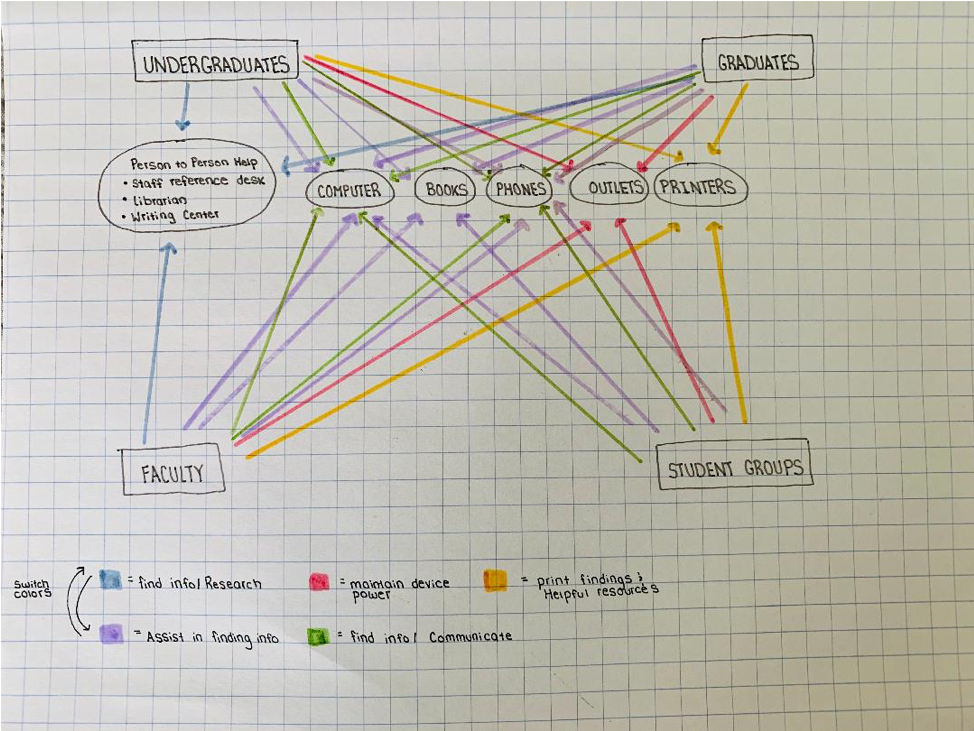 UNDERGRADUATES
GRADUATES
Person to Person Help
• Staff reference desk
• Librarian
• Writing Center
COMPUTER
BOOKS
PHONES
OUTLETS
PRINTERS
FACULTY
STUDENT GROUPS
Switch
colors
= find info/Research
= maintain device
power
= print findings ;
Helpful resources
= Assist in finding info
= find info/ Communicate